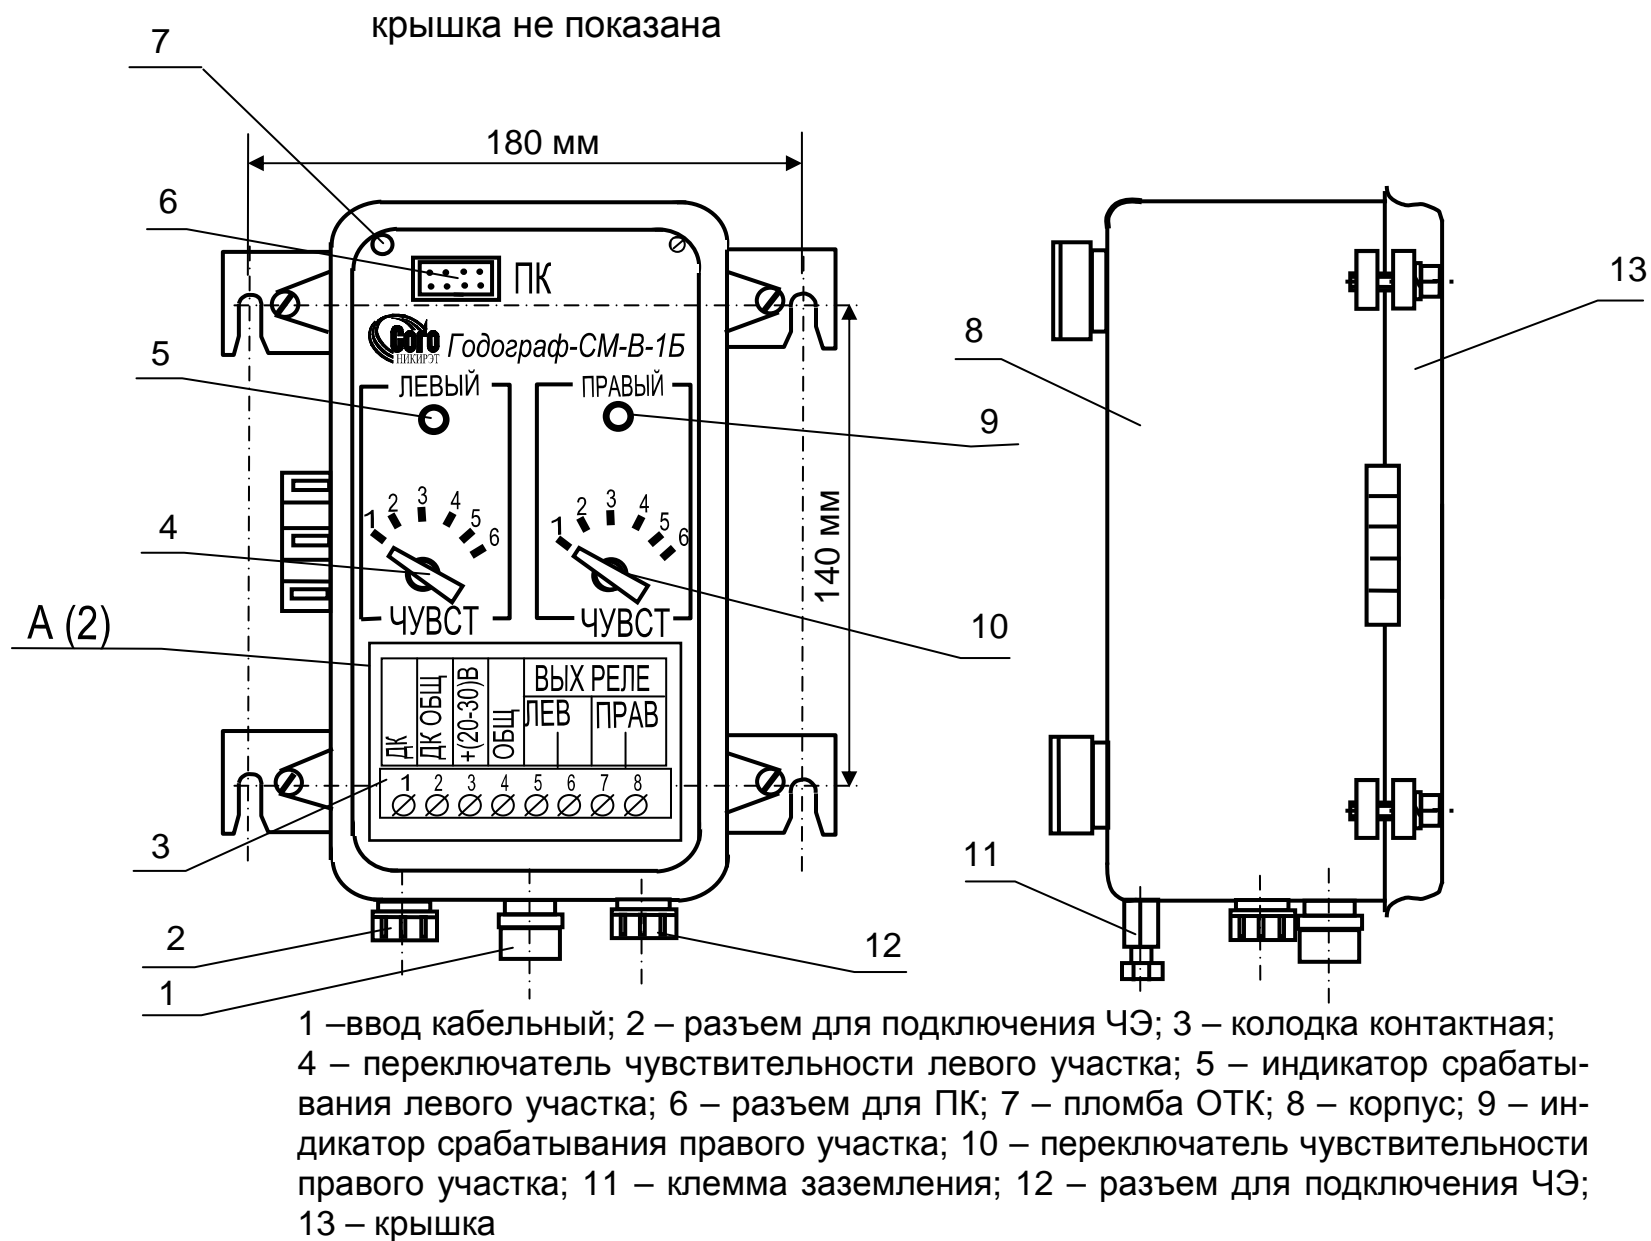 крышка не показана
7
180 мм
6
ПК
13
Сого
НИКИРЭТ
Годограф-СМ-В-1Б
8
5
ЛЕВЫЙ
ПРАВЫЙ
9
1 2 3 4 5 6
1 2 3 4 5 6
4
140 мм
ЧУВСТ
ЧУВСТ
10
А (2)
ДК
ДК ОБЩ
+(20-30)В
ОБЩ
ВЫХ РЕЛЕ
ЛЕВ
ПРАВ
1 2 3 4 5 6 7 8
3
11
2
12
1
1 –ввод кабельный; 2 – разъем для подключения ЧЭ; 3 – колодка контактная;
4 – переключатель чувствительности левого участка; 5 – индикатор срабаты-
вания левого участка; 6 – разъем для ПК; 7 – пломба ОТК; 8 – корпус; 9 – ин-
дикатор срабатывания правого участка; 10 – переключатель чувствительности
правого участка; 11 – клемма заземления; 12 – разъем для подключения ЧЭ;
13 – крышка